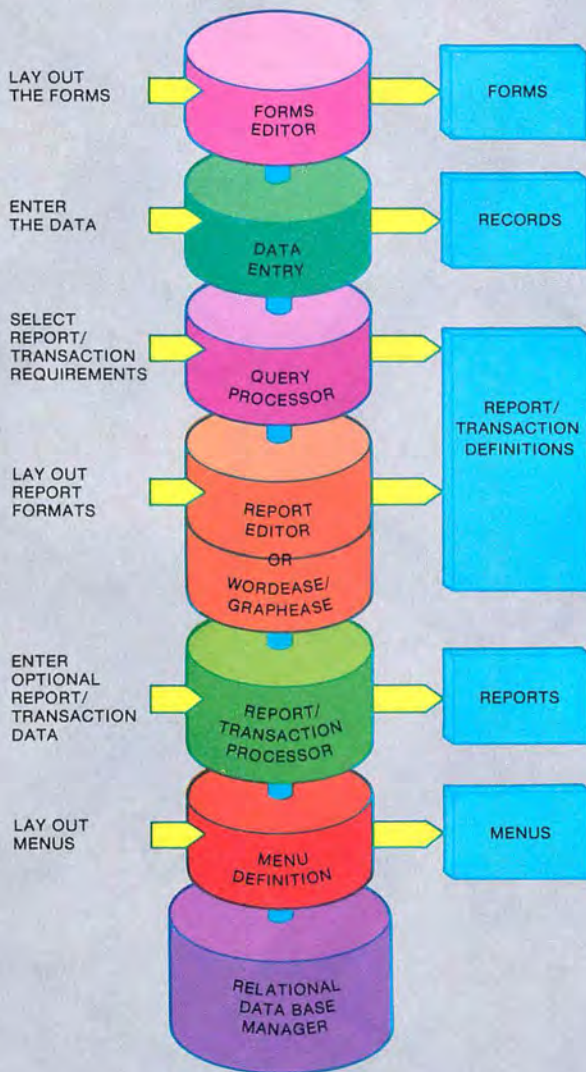 LAY OUT
THE FORMS
FORMS
EDITOR
FORMS
ENTER
THE DATA
DATA
ENTRY
RECORDS
SELECT
REPORT/
TRANSACTION
REQUIREMENTS
QUERY
PROCESSOR
REPORT/
TRANSACTION
DEFINITIONS
LAY OUT
REPORT
FORMATS
REPORT
EDITOR
OR
WORDEASE/
GRAPHEASE
ENTER
OPTIONAL
REPORT/
TRANSACTION
DATA
REPORT/
TRANSACTION
PROCESSOR
REPORTS
LAY OUT
MENUS
MENU
DEFINITION
MENUS
RELATIONAL
DATA BASE
MANAGER